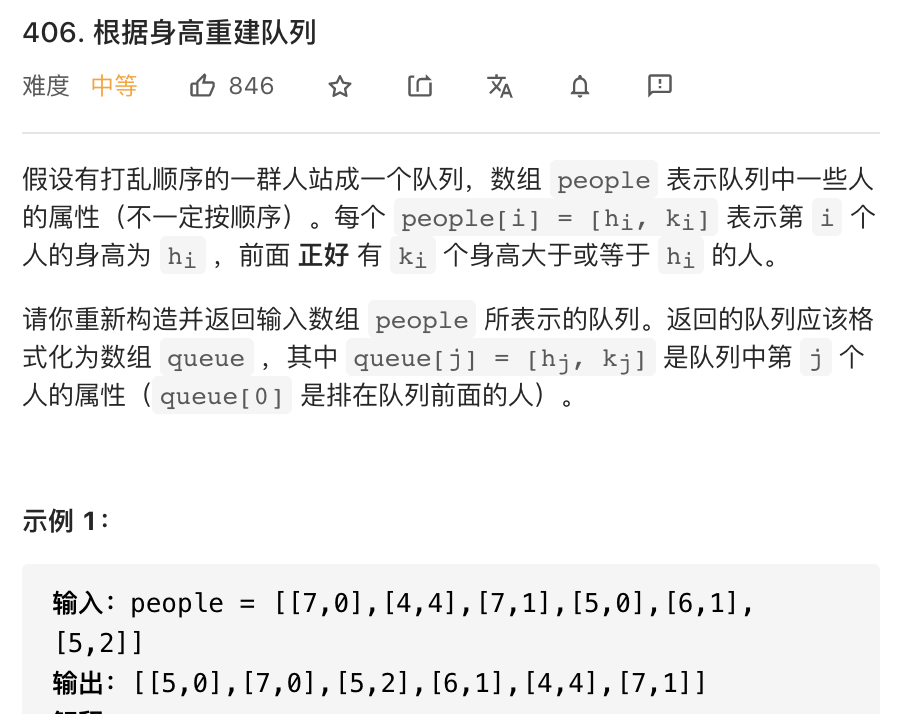 406. 根据身高重建队列
难度 中等 846
假设有打乱顺序的一群人站成一个队列，数组 people 表示队列中一些人
的属性（不一定按顺序）。每个 people[i] = [hi, ki] 表示第 i 个
人的身高为 hi ，前面 正好 有 ki 个身高大于或等于 hi 的人。
请你重新构造并返回输入数组 people 所表示的队列。返回的队列应该格
式化为数组 queue ，其中 queue[j] = [hj, kj] 是队列中第 j 个
人的属性（queue[0] 是排在队列前面的人）。
示例 1：
输入：people = [[7,0],[4,4],[7,1],[5,0],[6,1],
[5,2]]
输出：[[5,0],[7,0],[5,2],[6,1],[4,4],[7,1]]